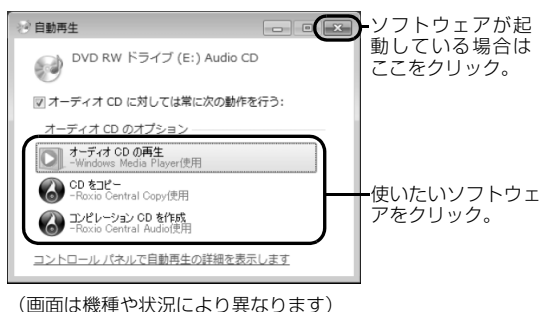 自動再生
DVD RW ドライブ (E:) Audio CD
オーディオ CD に対しては常に次の動作を行う:
オーディオ CD のオプション
オーディオ CD の再生
-Windows Media Player使用
CD をコピー
-Roxio Central Copy使用
コンピレーション CD を作成
-Roxio Central Audio使用
コントロール パネルで自動再生の詳細を表示します
ソフトウェアが起
動している場合は
ここをクリック。
使いたいソフトウェ
アをクリック。
(画面は機種や状況により異なります)